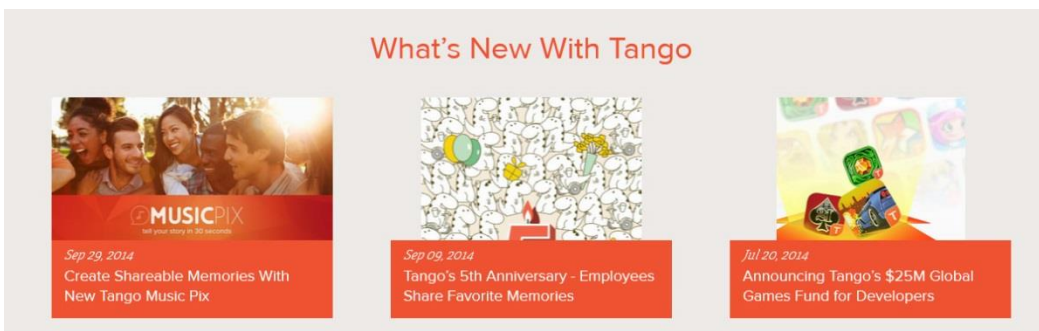 What's New With Tango
MUSICPIX
tell your story in 30 seconds
Sep 29, 2014
Create Shareable Memories With
New Tango Music Pix
5
Sep 09, 2014
Tango's 5th Anniversary - Employees
Share Favorite Memories
T
T
T
Jul 20, 2014
Announcing Tango's $25M Global
Games Fund for Developers